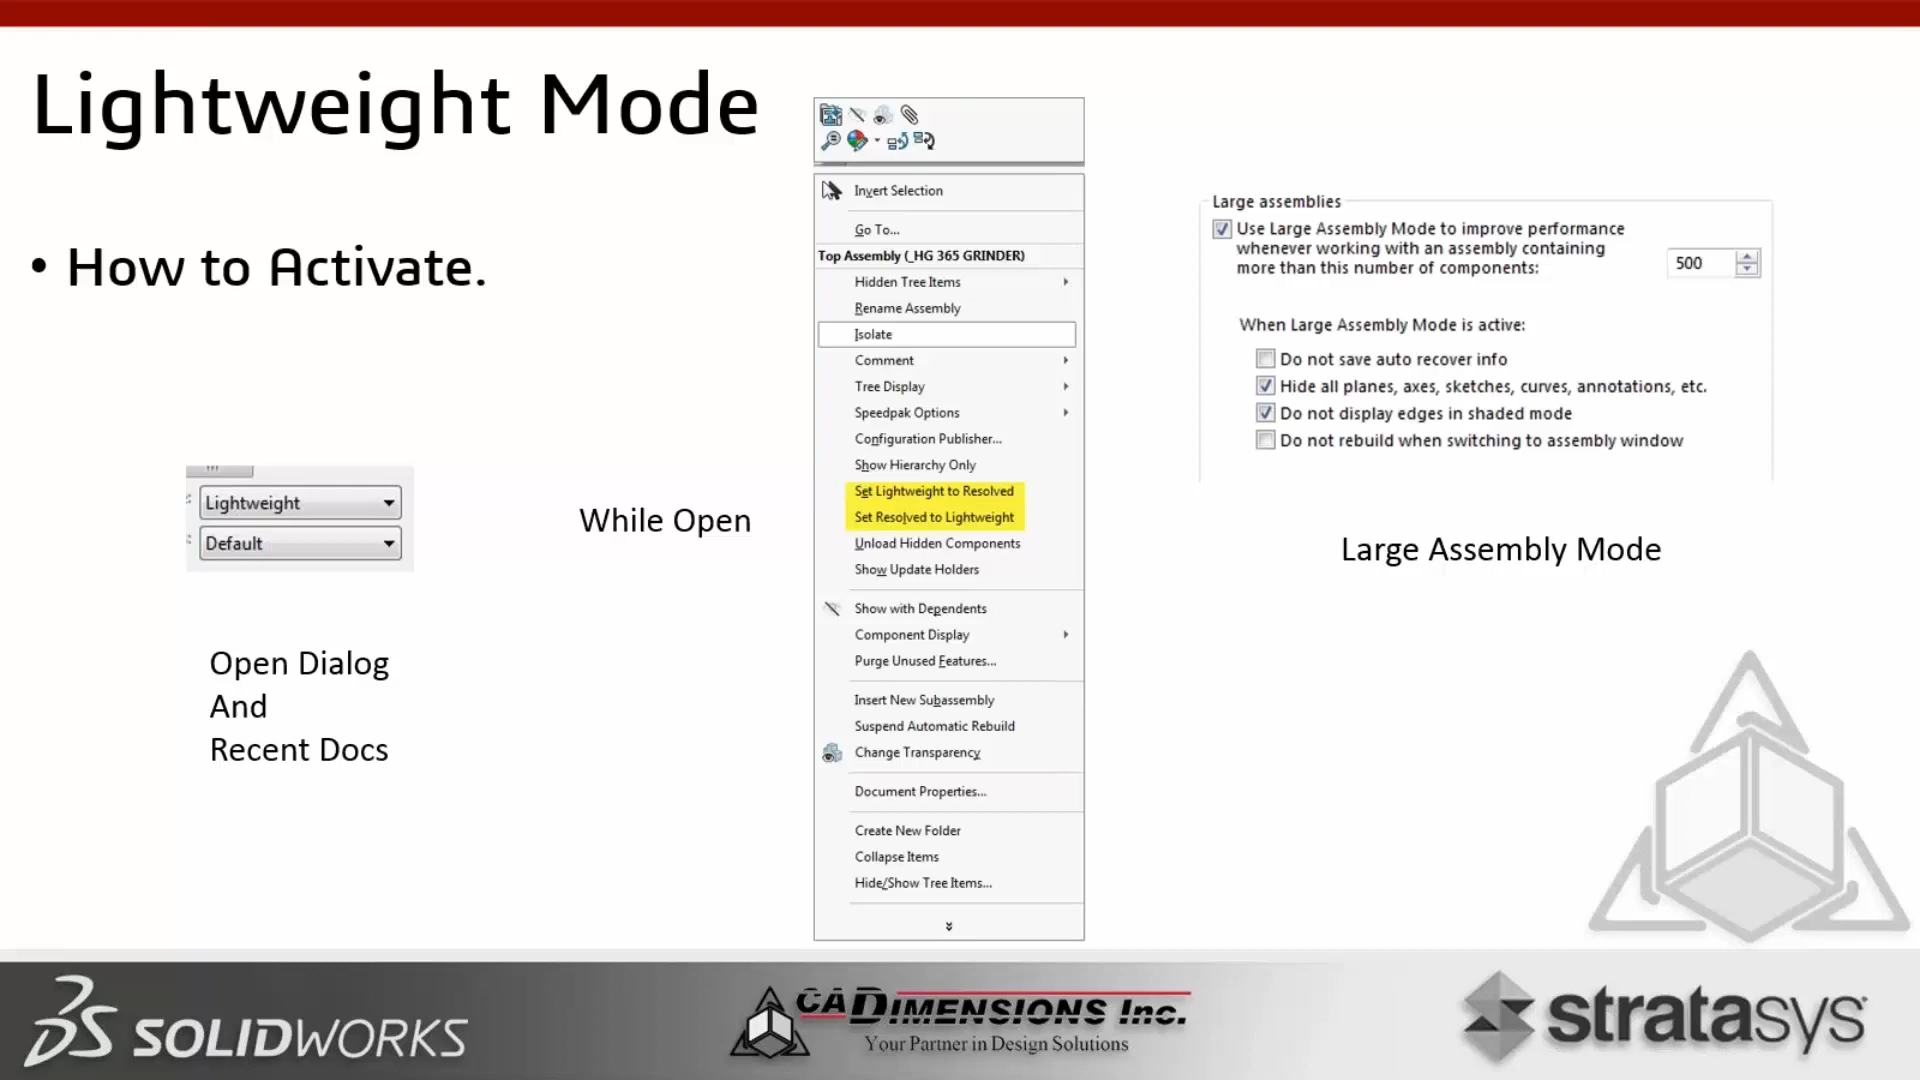 Lightweight Mode
• How to Activate.
Lightweight
Default
Open Dialog
And
Recent Docs
While Open
Invert Selection
Go To...
Top Assembly (_HG 365 GRINDER)
Hidden Tree Items
Rename Assembly
Isolate
Comment
Tree Display
Speedpak Options
Configuration Publisher...
Show Hierarchy Only
Set Lightweight to Resolved
Set Resolved to Lightweight
Unload Hidden Components
Show Update Holders
Show with Dependents
Component Display
Purge Unused Features...
Insert New Subassembly
Suspend Automatic Rebuild
Change Transparency
Document Properties...
Create New Folder
Collapse Items
Hide/Show Tree Items...
Large assemblies
Use Large Assembly Mode to improve performance
whenever working with an assembly containing
more than this number of components:
500
When Large Assembly Mode is active:
Do not save auto recover info
Hide all planes, axes, sketches, curves, annotations, etc.
Do not display edges in shaded mode
Do not rebuild when switching to assembly window
Large Assembly Mode
SOLIDWORKS
CADIMENSIONS Inc.
Your Partner in Design Solutions
stratasys